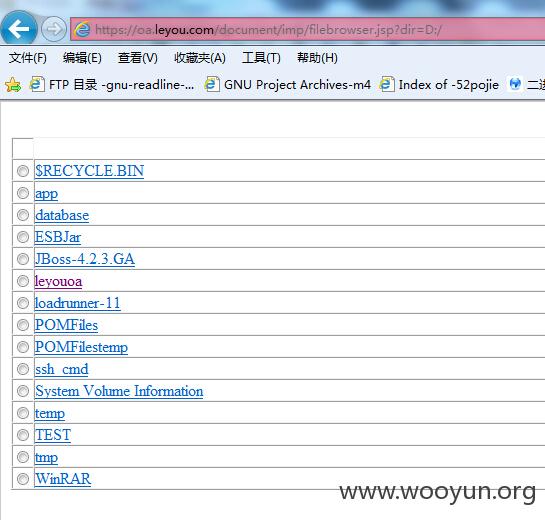 https://oa.leyou.com/document/imp/filebrowser.jsp?dir=D:/
文件(F) 编辑(E) 查看(V) 收藏夹(A) 工具(T) 帮助(H)
FTP 目录 -gnu-readline-... GNU Project Archives-m4 Index of -52pojie 二进
$RECYCLE.BIN
app
database
ESBJar
JBoss-4.2.3.GA
leyouoa
loadrunner-11
POMFiles
POMFilestemp
ssh_cmd
System Volume Information
temp
TEST
tmp
WinRAR
www.wooyun.org